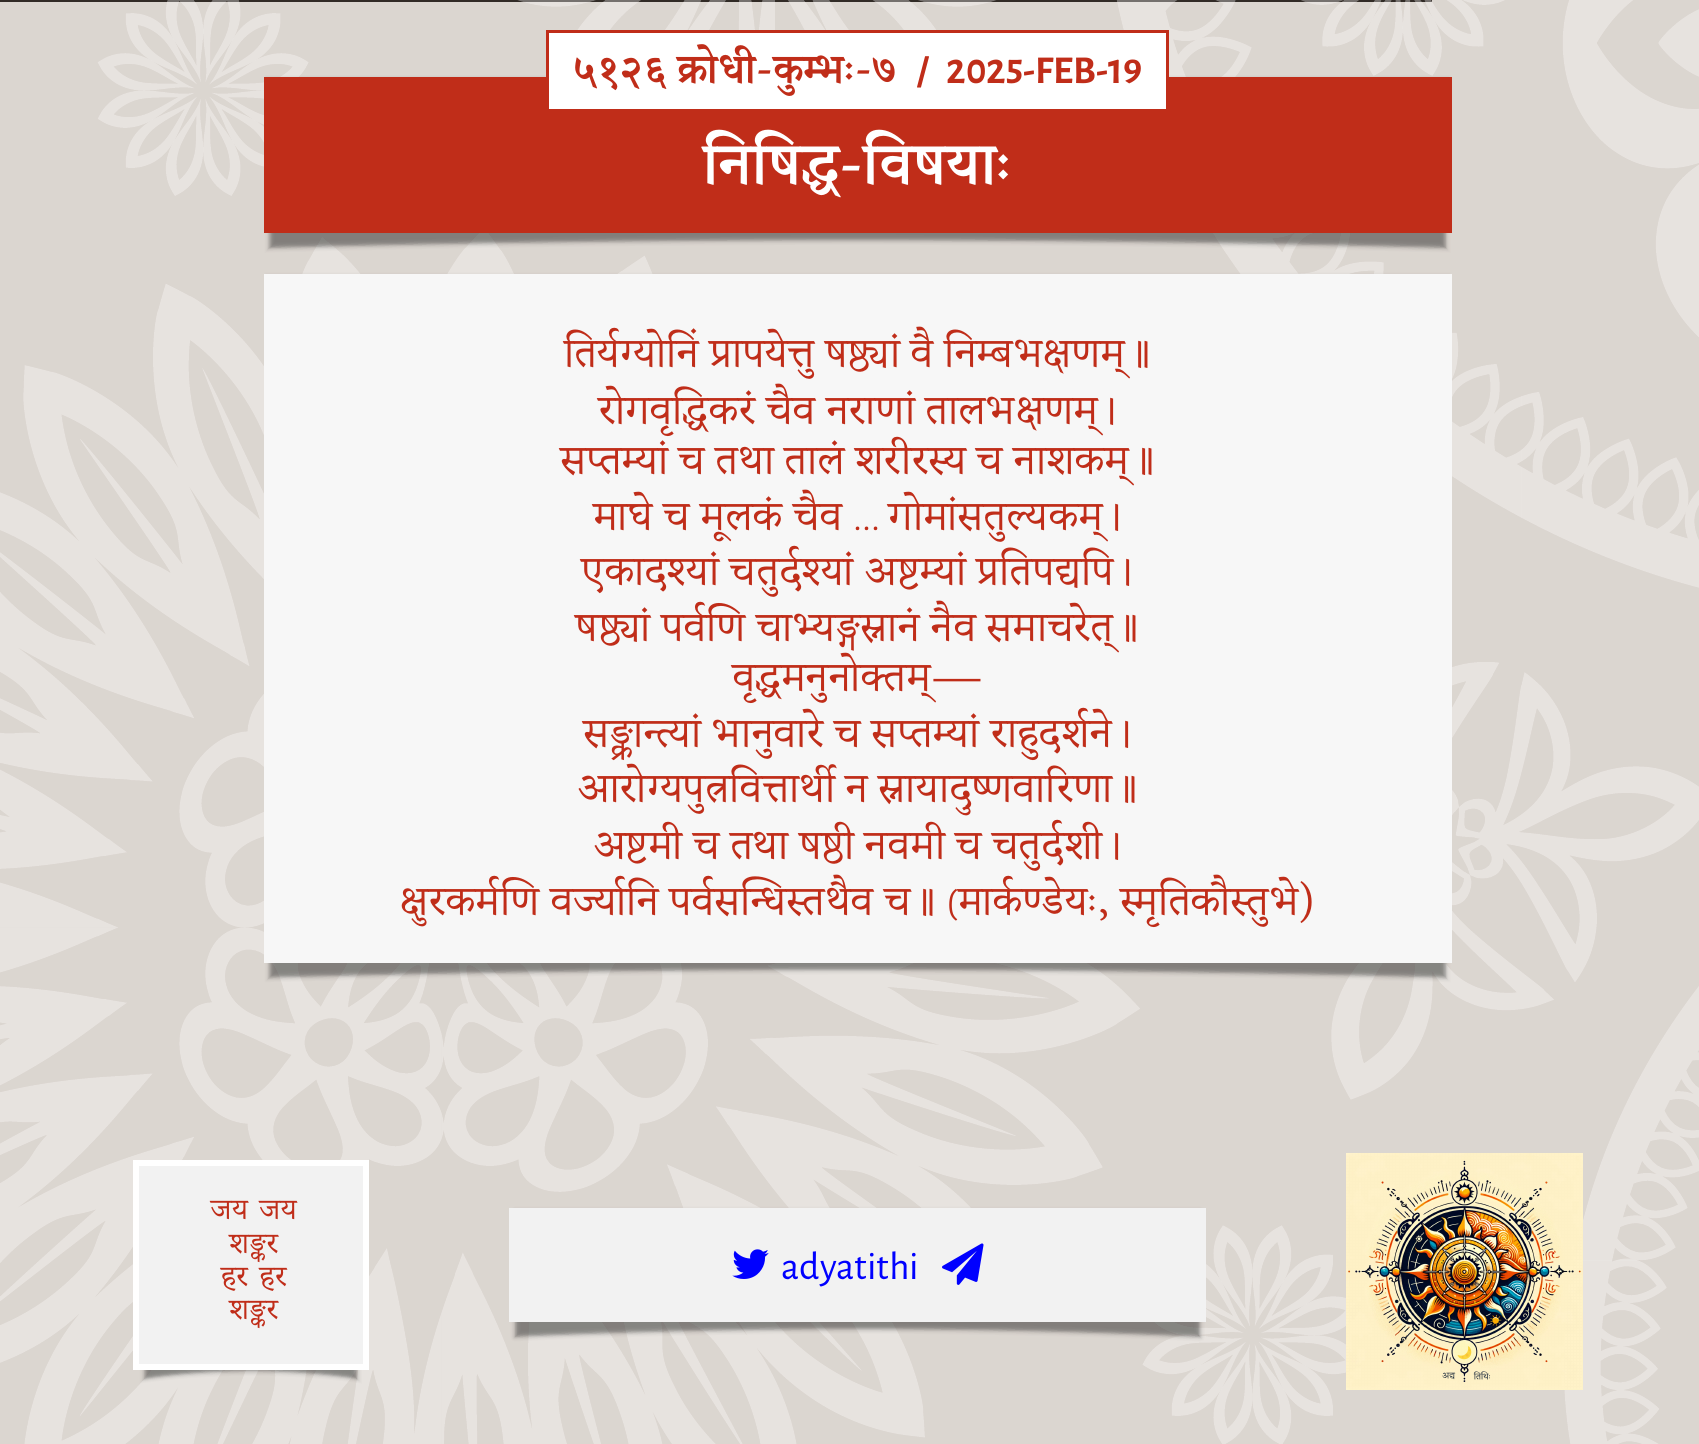 ५१२६ क्रोधी-कुम्भः-७ / 2025-FEB-19
निषिद्ध-विषयाः
तिर्यग्योनिं प्रापयेत्तु षष्ठ्यां वै निम्बभक्षणम्॥
रोगवृद्धिकरं चैव नराणां तालभक्षणम्।
सप्तम्यां च तथा तालं शरीरस्य च नाशकम्॥
माघे च मूलकं चैव … गोमांसतुल्यकम्।
एकादश्यां चतुर्दश्यां अष्टम्यां प्रतिपद्यपि।
षष्ठ्यां पर्वणि चाभ्यङ्गस्नानं नैव समाचरेत्॥
वृद्धमनुनोक्तम्—
सङ्क्रान्त्यां भानुवारे च सप्तम्यां राहुदर्शने।
आरोग्यपुत्रवित्तार्थी न स्नायादुष्णवारिणा॥
अष्टमी च तथा षष्ठी नवमी च चतुर्दशी।
क्षुरकर्मणि वर्ज्यानि पर्वसन्धिस्तथैव च॥ (मार्कण्डेयः, स्मृतिकौस्तुभे)
जय जय
शङ्कर
हर हर
शङ्कर
adyatithi
अद्य तिथिः